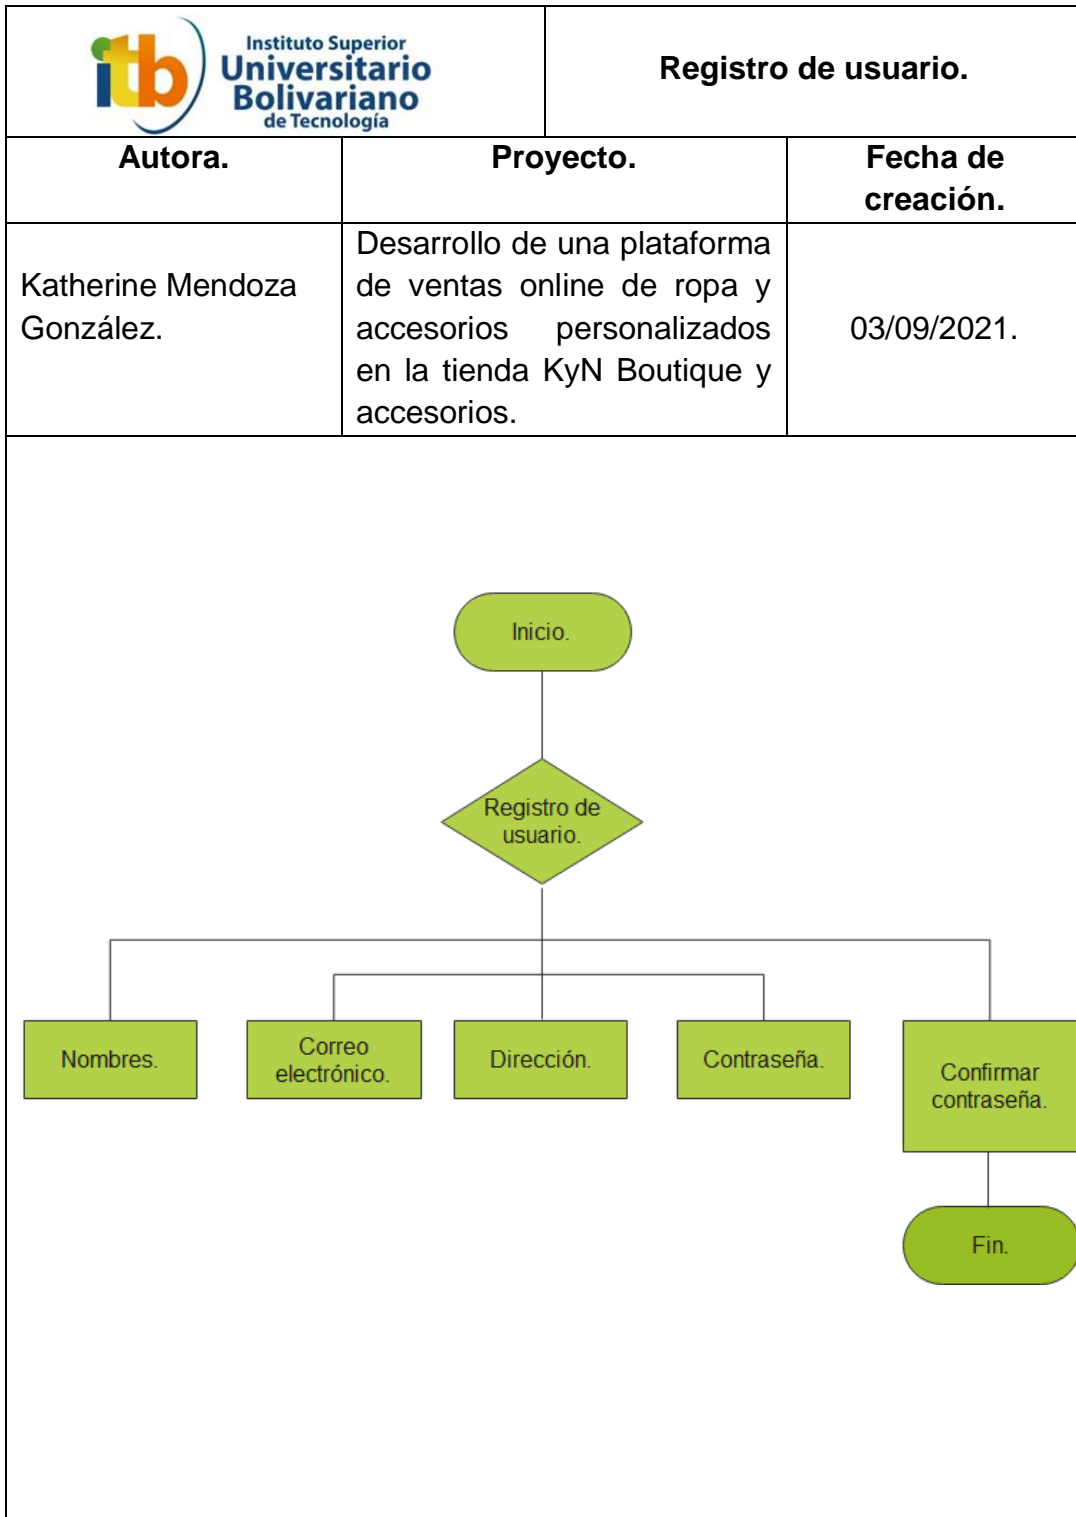 itb
Instituto Superior
Universitario
Bolivariano
de Tecnología
Registro de usuario.
Autora.
Proyecto.
Fecha de
creación.
Katherine Mendoza
González.
Desarrollo de una plataforma
de ventas online de ropa y
accesorios personalizados
en la tienda KyN Boutique y
accesorios.
03/09/2021.
Inicio.
Registro de
usuario.
Nombres.
Correo
electrónico.
Dirección.
Contraseña.
Confirmar
contraseña.
Fin.